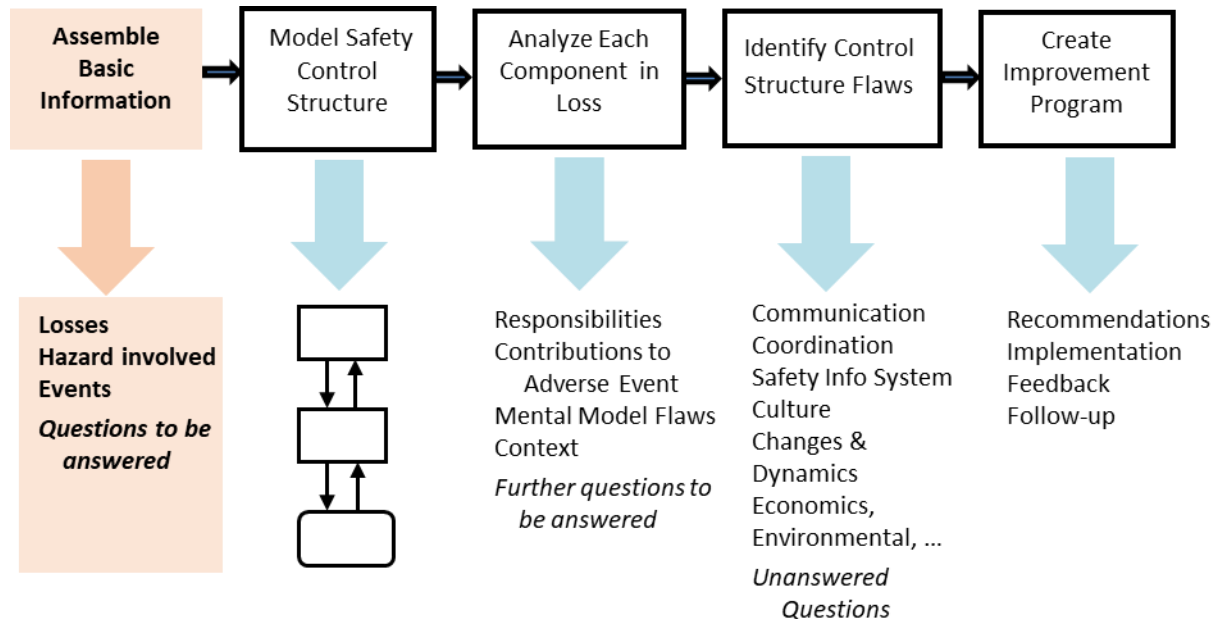 Assemble
Basic
Information
Model Safety
Control
Structure
Analyze Each
Component in
Loss
Identify Control
Structure Flaws
Create
Improvement
Program
Losses
Hazard involved
Events
Questions to be
answered
Responsibilities
Contributions to
Adverse Event
Mental Model Flaws
Context
Further questions to
be answered
Communication
Coordination
Safety Info System
Culture
Changes &
Dynamics
Economics,
Environmental, ...
Unanswered
Questions
Recommendations
Implementation
Feedback
Follow-up